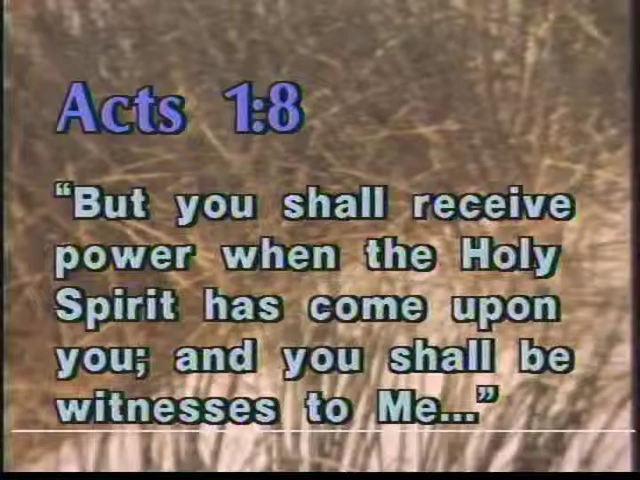 Acts 1:8
“But you shall receive
power when the Holy
Spirit has come upon
you; and you shall be
witnesses to Me...”